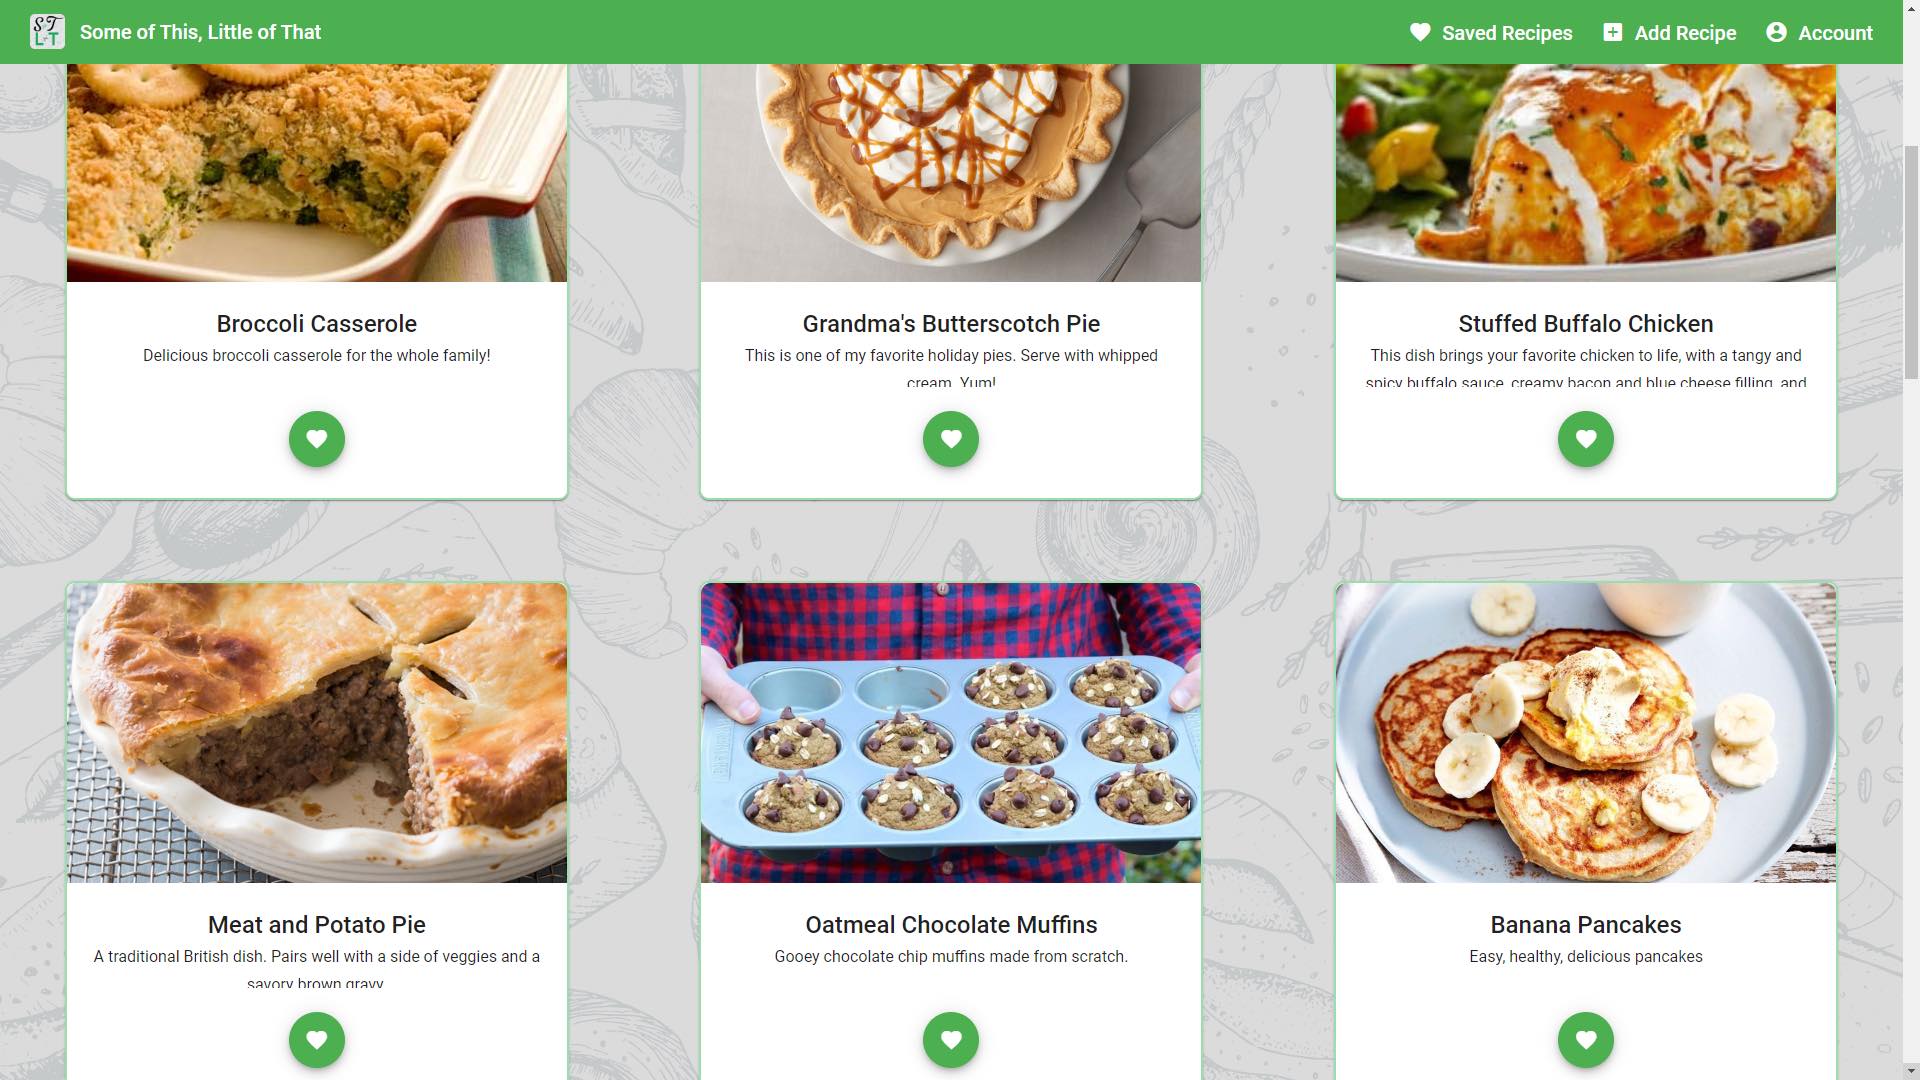 S T
L T
Some of This, Little of That
Saved Recipes
Add Recipe
Account
Broccoli Casserole
Delicious broccoli casserole for the whole family!
Grandma's Butterscotch Pie
This is one of my favorite holiday pies. Serve with whipped
cream. Yum!
Stuffed Buffalo Chicken
This dish brings your favorite chicken to life, with a tangy and
spicy buffalo sauce, creamy bacon and blue cheese filling, and
Meat and Potato Pie
A traditional British dish. Pairs well with a side of veggies and a
savory brown gravy
Oatmeal Chocolate Muffins
Gooey chocolate chip muffins made from scratch.
Banana Pancakes
Easy, healthy, delicious pancakes